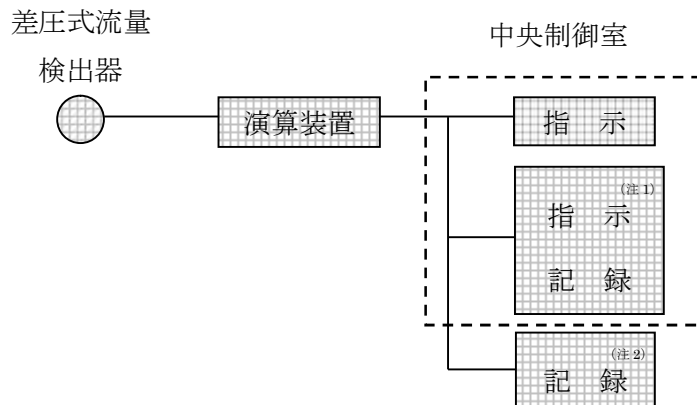 差圧式流量
検出器
中央制御室
演算装置
指 示
(注1)
指 示
記 録
(注2)
記 録